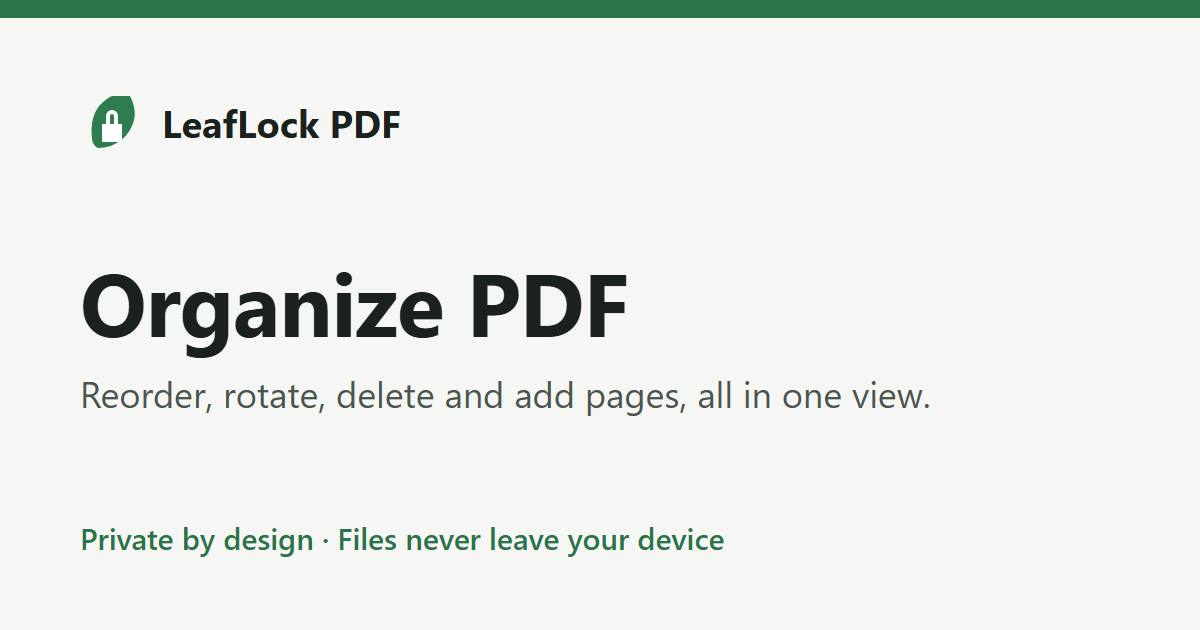 LeafLock PDF
Organize PDF
Reorder, rotate, delete and add pages, all in one view.
Private by design · Files never leave your device